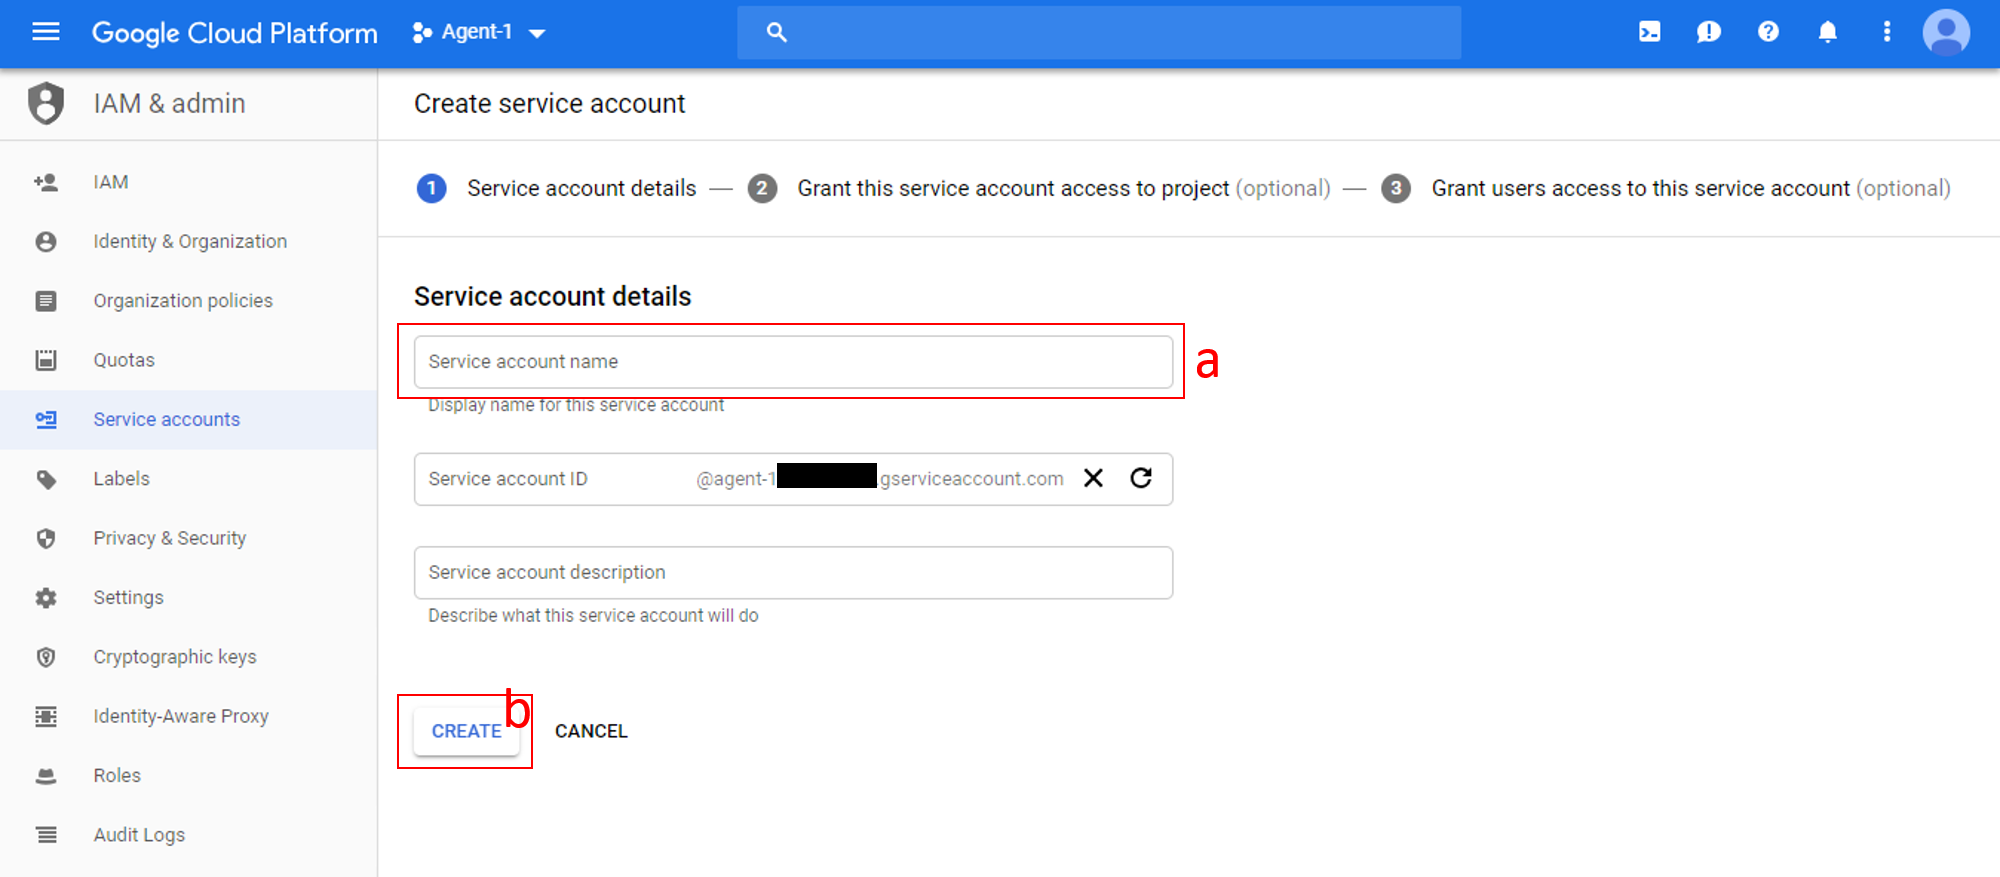 Google Cloud Platform
Agent-1
IAM & admin
Create service account
IAM
Identity & Organization
Organization policies
Quotas
Service accounts
Labels
Privacy & Security
Settings
Cryptographic keys
Identity-Aware Proxy
Roles
Audit Logs
1 Service account details — 2 Grant this service account access to project (optional) — 3 Grant users access to this service account (optional)
Service account details
Service account name
a
Display name for this service account
Service account ID @agent-1 .gserviceaccount.com
Service account description
Describe what this service account will do
b
CREATE CANCEL